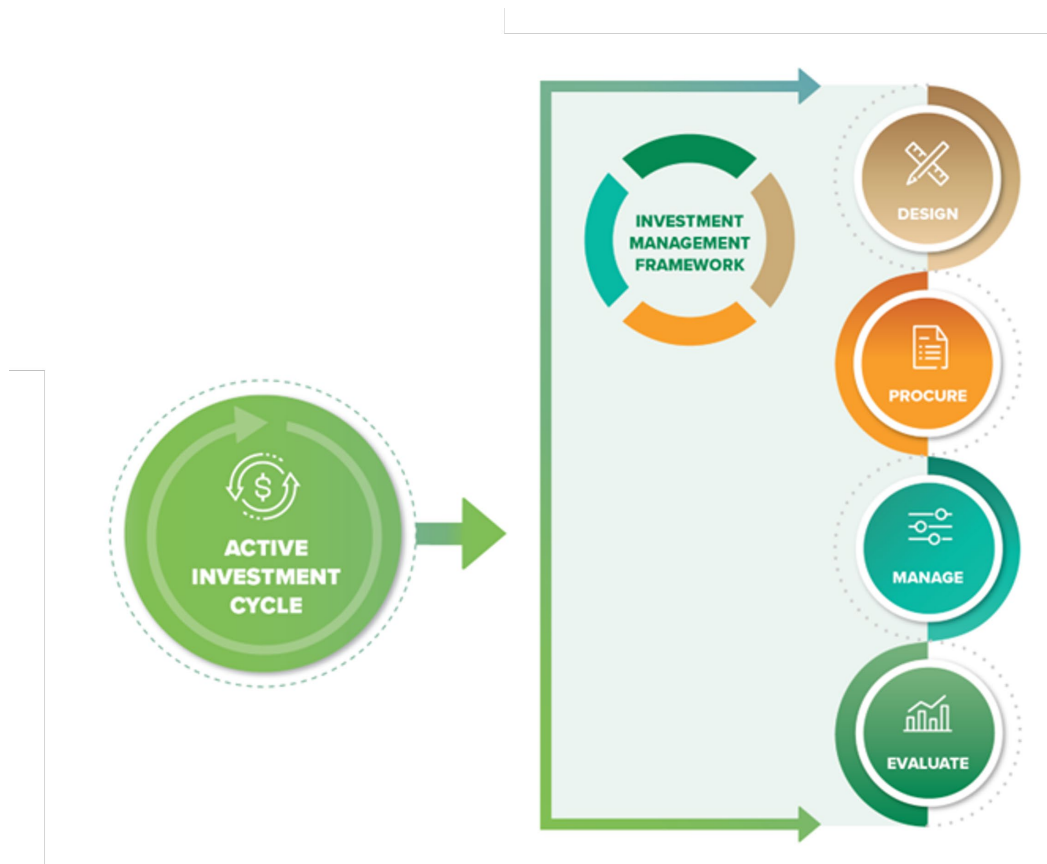 ACTIVE
INVESTMENT
CYCLE
INVESTMENT
MANAGEMENT
FRAMEWORK
DESIGN
PROCURE
MANAGE
EVALUATE